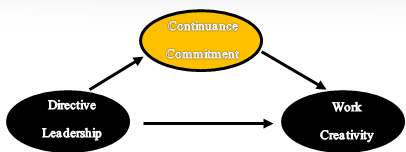 Continuance
Commitment
Directive
Leadership
Work
Creativity